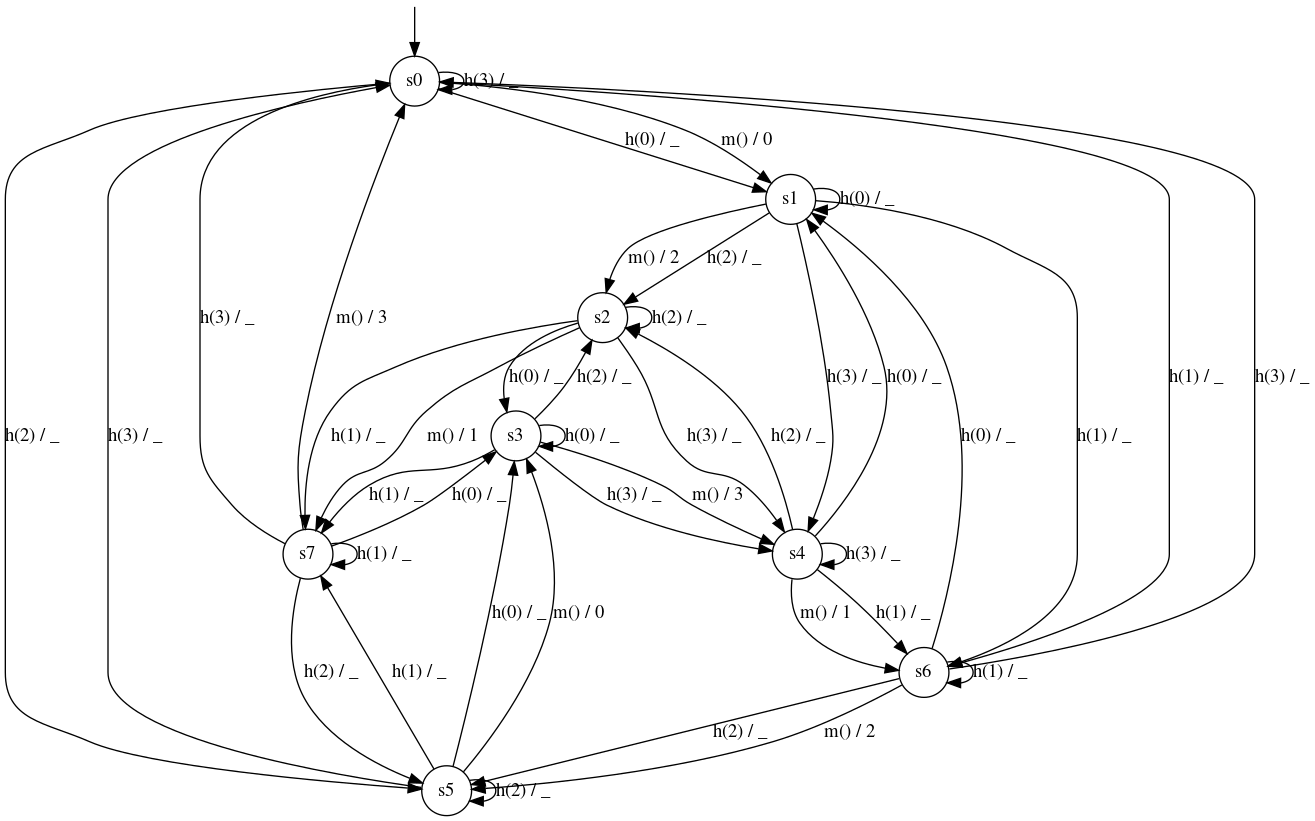 s0
h(3) / _
h(0) / _
m() / 0
s1
h(0) / _
m() / 2
h(2) / _
s2
h(2) / _
h(3) / _
m() / 3
h(0) / _
h(2) / _
h(3) / _
h(0) / _
h(1) / _
h(3) / _
h(2) / _
h(3) / _
h(1) / _
m() / 1
s3
h(0) / _
h(3) / _
h(2) / _
h(0) / _
h(1) / _
h(1) / _
h(0) / _
h(3) / _
m() / 3
s7
h(1) / _
s4
h(3) / _
h(0) / _
m() / 0
m() / 1
h(1) / _
h(2) / _
h(1) / _
s6
h(1) / _
h(2) / _
m() / 2
s5
h(2) / _